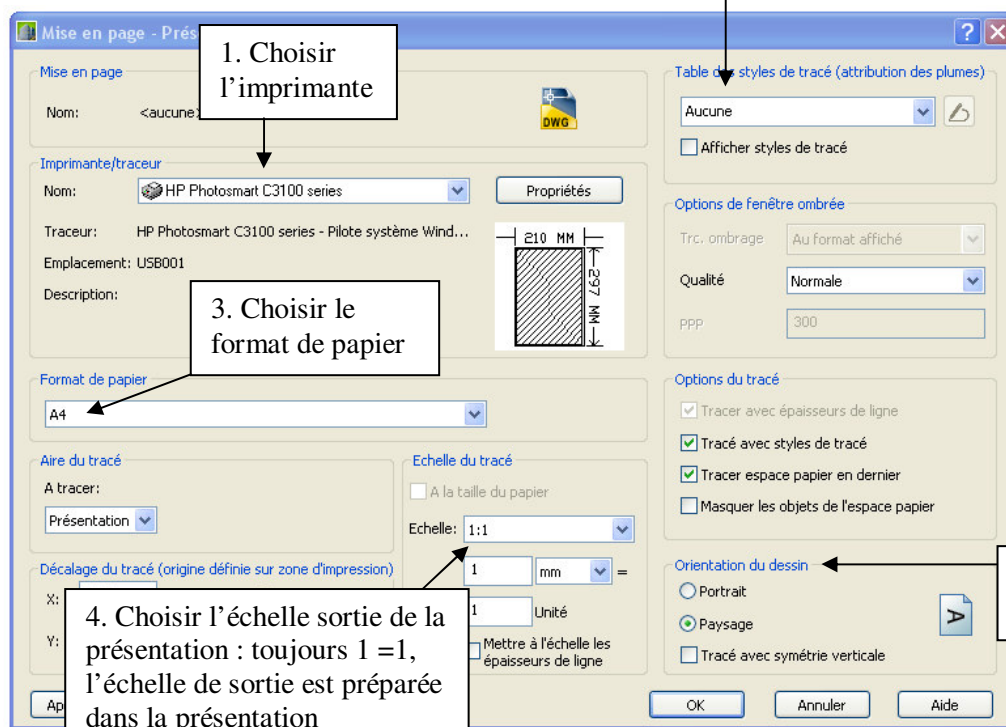 Mise en page - Prés
1. Choisir
l’imprimante
Mise en page
Nom: <aucune>
DWG
Imprimante/traceur
Nom: HP Photosmart C3100 series
Propriétés
Traceur: HP Photosmart C3100 series - Pilote système Wind...
Emplacement: USB001
Description:
210 MM
297 MM
3. Choisir le
format de papier
Format de papier
A4
Aire du tracé
A tracer:
Présentation
Echelle du tracé
A la taille du papier
Echelle: 1:1
1 mm =
1 Unité
Mettre à l'échelle les
épaisseurs de ligne
Décalage du tracé (origine définie sur zone d'impression)
X:
Y:
4. Choisir l’échelle sortie de la
présentation : toujours 1 =1,
l’échelle de sortie est préparée
dans la présentation
Table des styles de tracé (attribution des plumes)
Aucune
Afficher styles de tracé
Options de fenêtre ombrée
Trc. ombrage Au format affiché
Qualité Normale
PPP 300
Options du tracé
Tracer avec épaisseurs de ligne
Tracé avec styles de tracé
Tracer espace papier en dernier
Masquer les objets de l'espace papier
Orientation du dessin
Portrait
Paysage
A
Tracé avec symétrie verticale
Ap
OK
Annuler
Aide